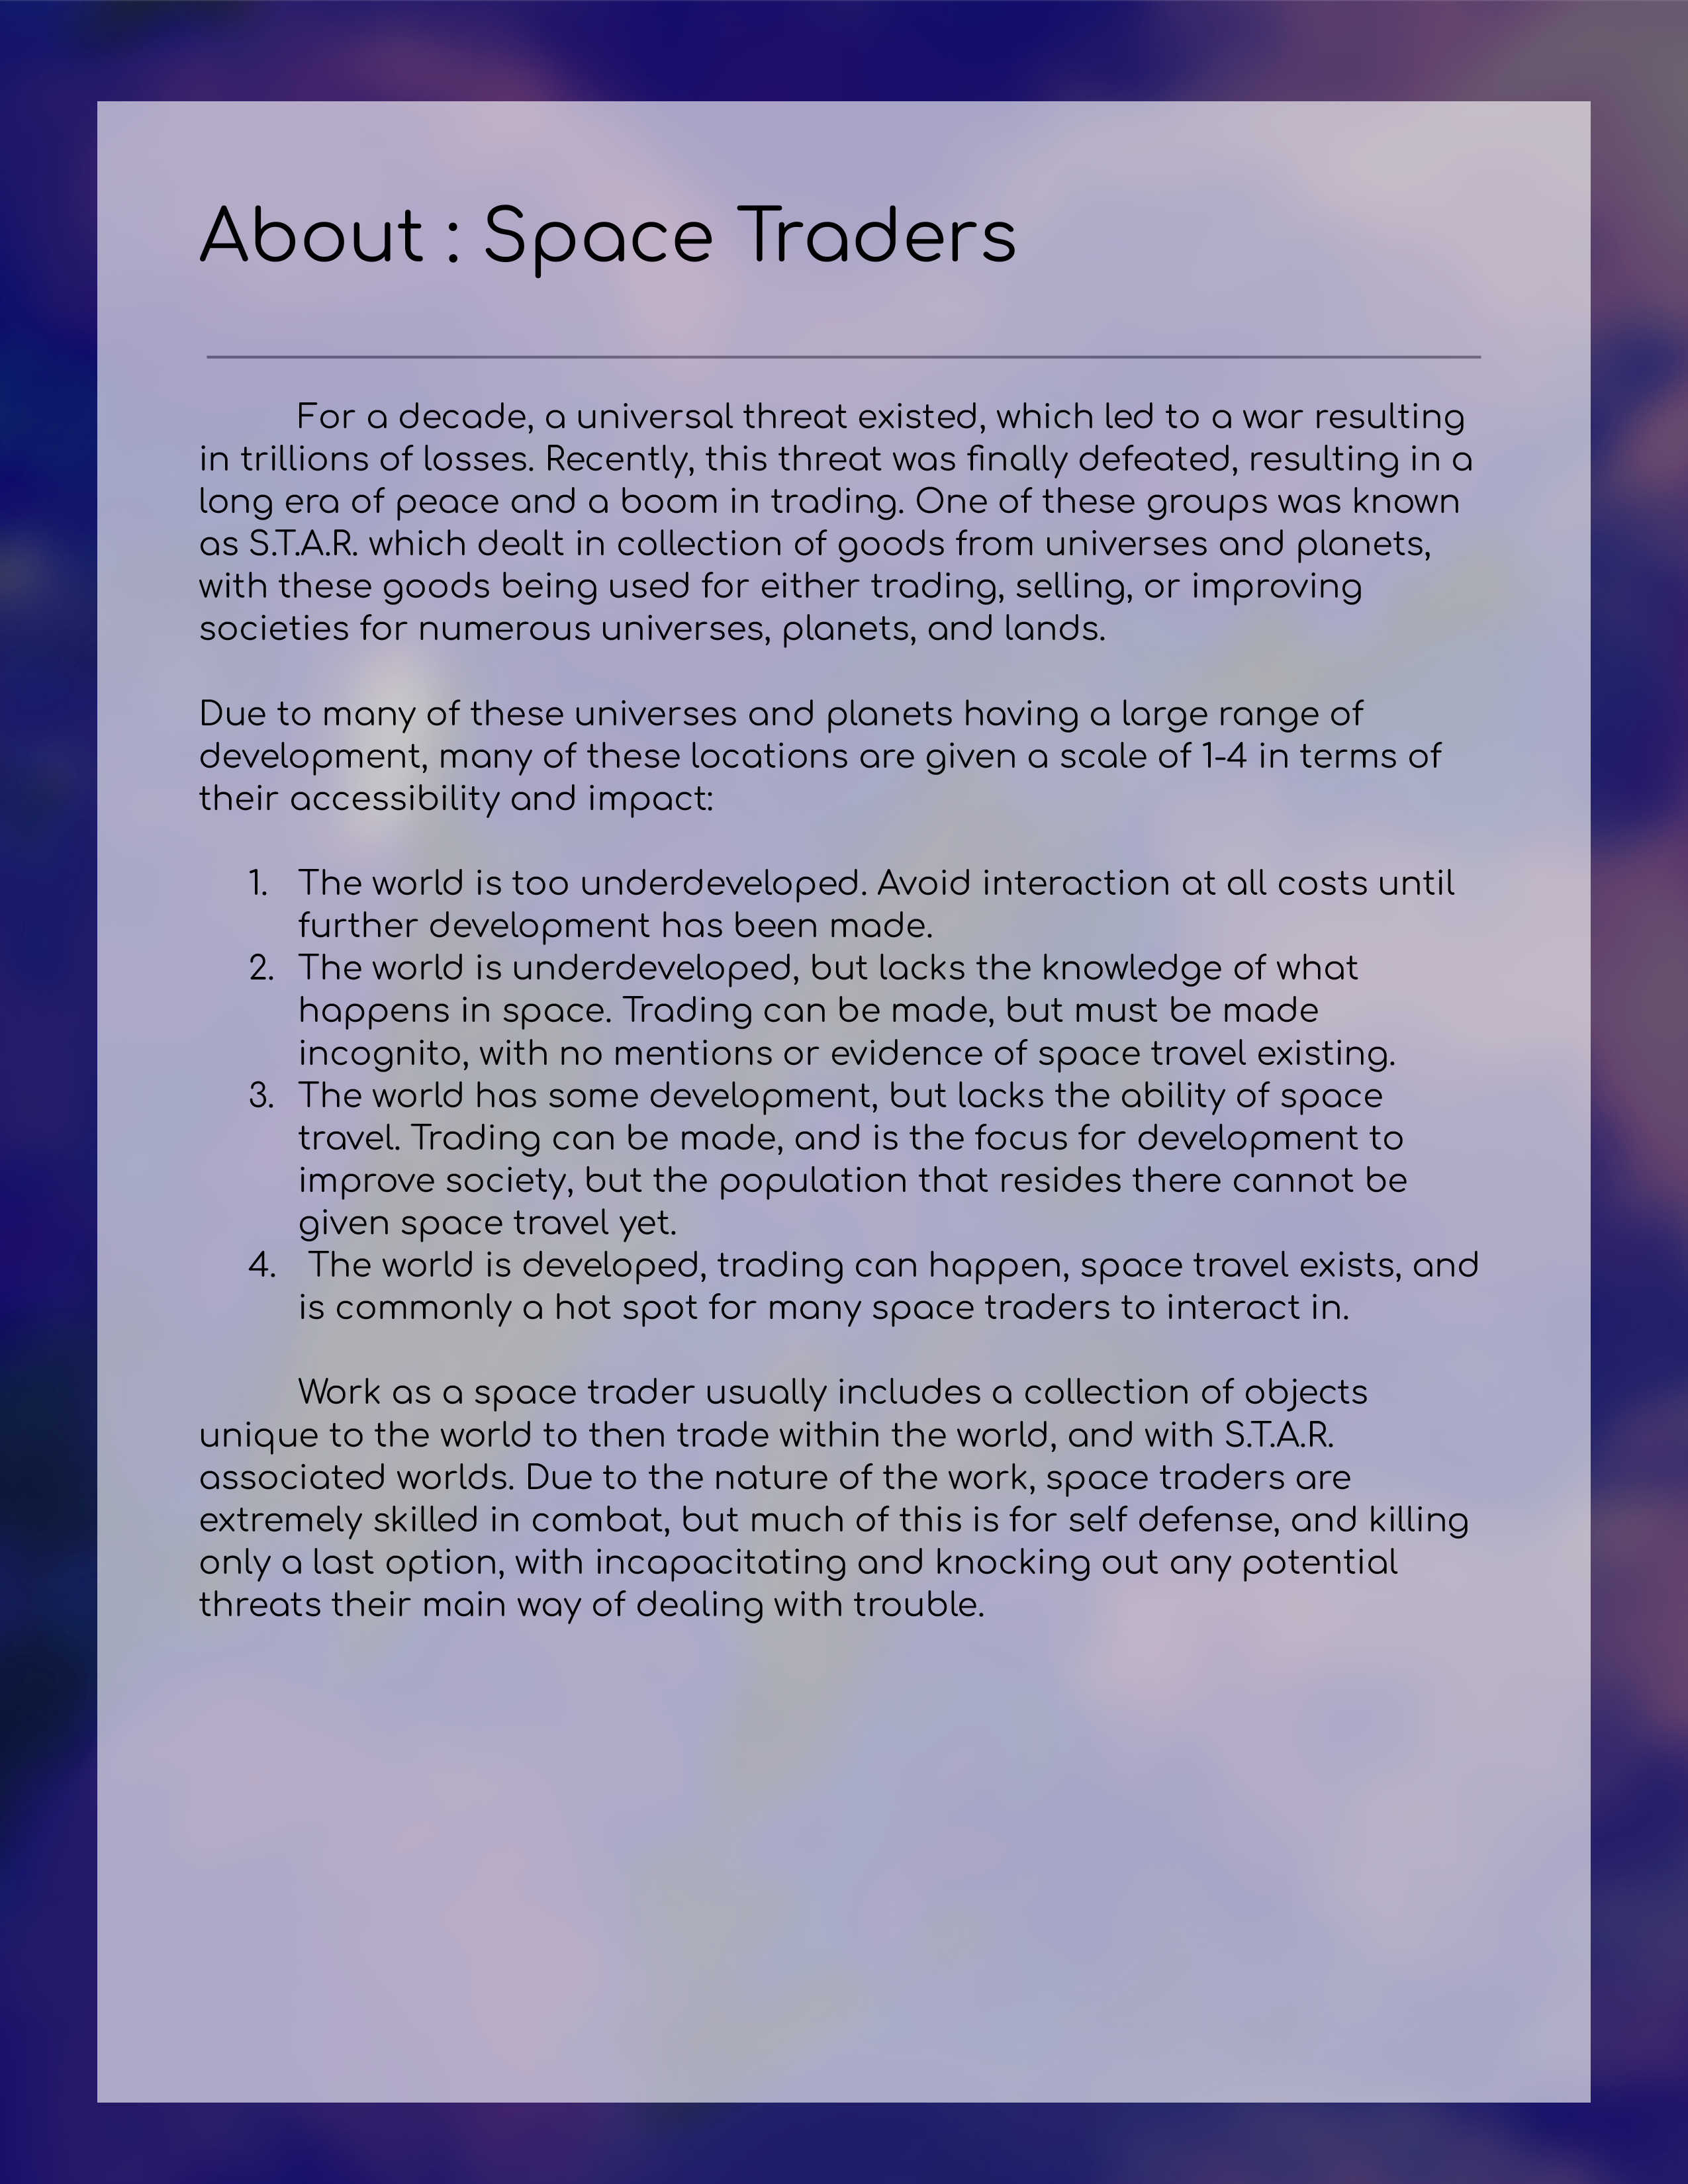 About : Space Traders
For a decade, a universal threat existed, which led to a war resulting
in trillions of losses. Recently, this threat was finally defeated, resulting in a
long era of peace and a boom in trading. One of these groups was known
as S.T.A.R. which dealt in collection of goods from universes and planets,
with these goods being used for either trading, selling, or improving
societies for numerous universes, planets, and lands.
Due to many of these universes and planets having a large range of
development, many of these locations are given a scale of 1-4 in terms of
their accessibility and impact:
1. The world is too underdeveloped. Avoid interaction at all costs until
further development has been made.
2. The world is underdeveloped, but lacks the knowledge of what
happens in space. Trading can be made, but must be made
incognito, with no mentions or evidence of space travel existing.
3. The world has some development, but lacks the ability of space
travel. Trading can be made, and is the focus for development to
improve society, but the population that resides there cannot be
given space travel yet.
4. The world is developed, trading can happen, space travel exists, and
is commonly a hot spot for many space traders to interact in.
Work as a space trader usually includes a collection of objects
unique to the world to then trade within the world, and with S.T.A.R.
associated worlds. Due to the nature of the work, space traders are
extremely skilled in combat, but much of this is for self defense, and killing
only a last option, with incapacitating and knocking out any potential
threats their main way of dealing with trouble.